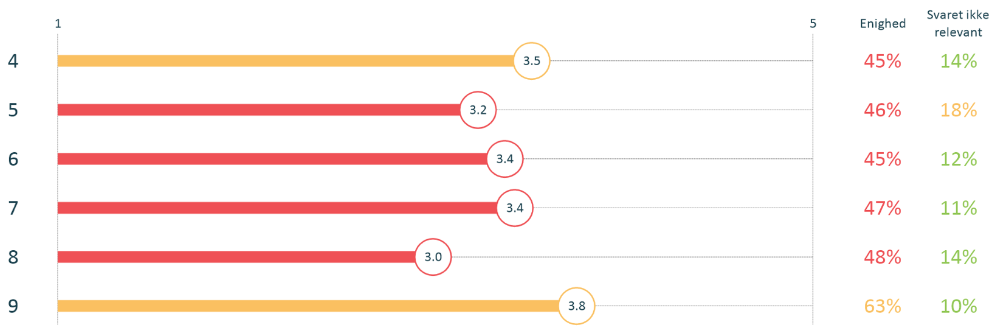 1 5 Enighed Svaret ikke
relevant
4 3.5 45% 14%
5 3.2 46% 18%
6 3.4 45% 12%
7 3.4 47% 11%
8 3.0 48% 14%
9 3.8 63% 10%